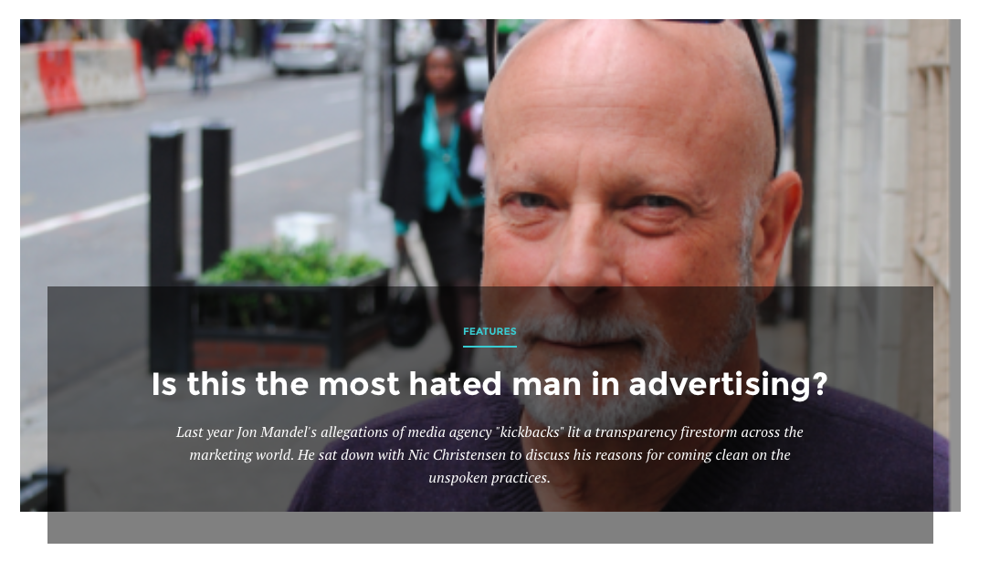 FEATURES
Is this the most hated man in advertising?
Last year Jon Mandel's allegations of media agency "kickbacks" lit a transparency firestorm across the
marketing world. He sat down with Nic Christensen to discuss his reasons for coming clean on the
unspoken practices.